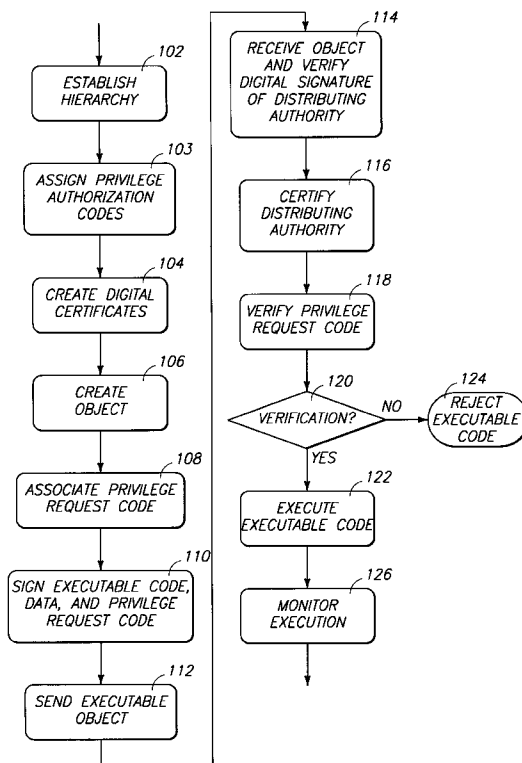 102
ESTABLISH
HIERARCHY
103
ASSIGN PRIVILEGE
AUTHORIZATION
CODES
104
CREATE DIGITAL
CERTIFICATES
106
CREATE
OBJECT
108
ASSOCIATE PRIVILEGE
REQUEST CODE
110
SIGN EXECUTABLE CODE,
DATA, AND PRIVILEGE
REQUEST CODE
112
SEND EXECUTABLE
OBJECT
114
RECEIVE OBJECT
AND VERIFY
DIGITAL SIGNATURE
OF DISTRIBUTING
AUTHORITY
116
CERTIFY
DISTRIBUTING
AUTHORITY
118
VERIFY PRIVILEGE
REQUEST CODE
120
VERIFICATION?
NO
124
REJECT
EXECUTABLE
CODE
YES
122
EXECUTE
EXECUTABLE CODE
126
MONITOR
EXECUTION